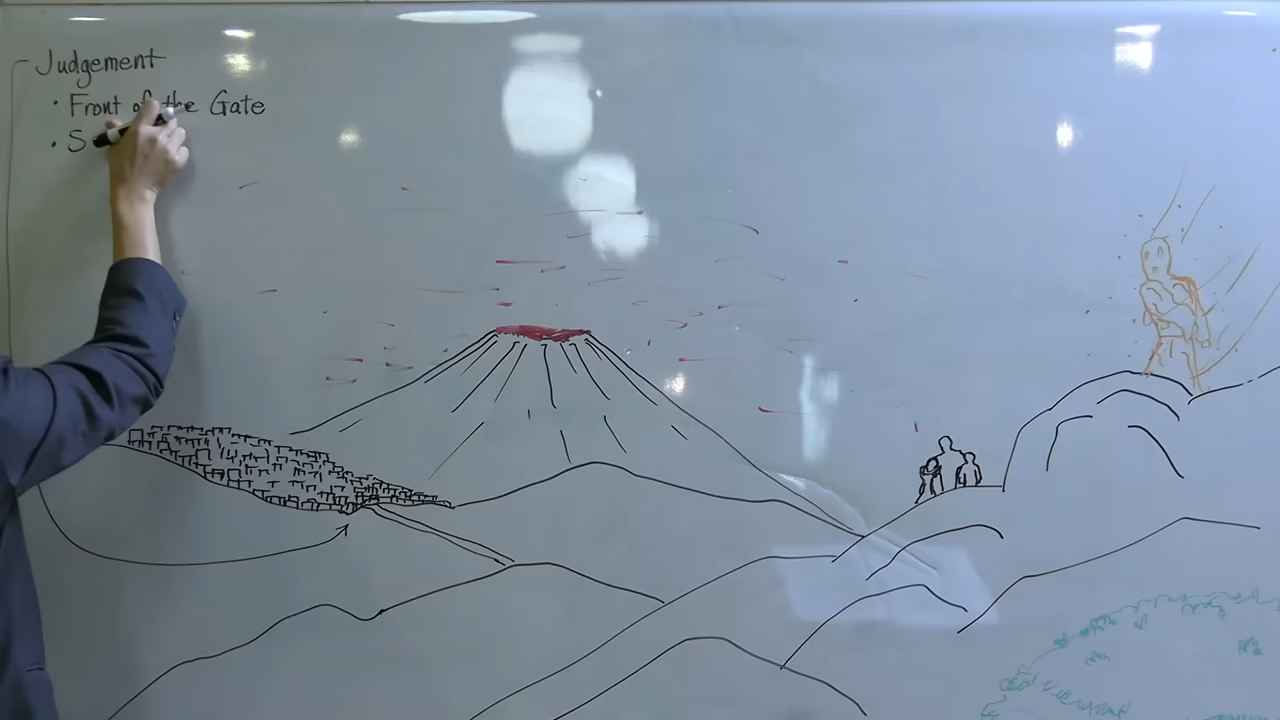 Judgement
• Front of the Gate
• S